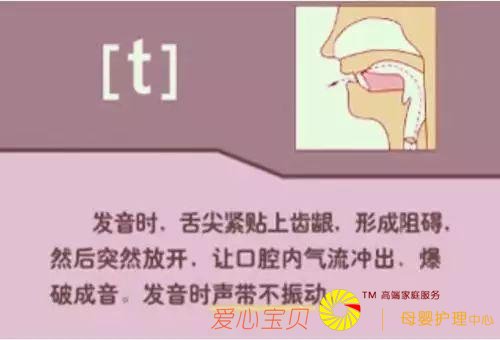 [t]
发音时，舌尖紧贴上齿龈，形成阻碍，
然后突然放开，让口腔内气流冲出，爆
破成音。发音时声带不振动
TM 高端家庭服务
爱心宝贝 母婴护理中心